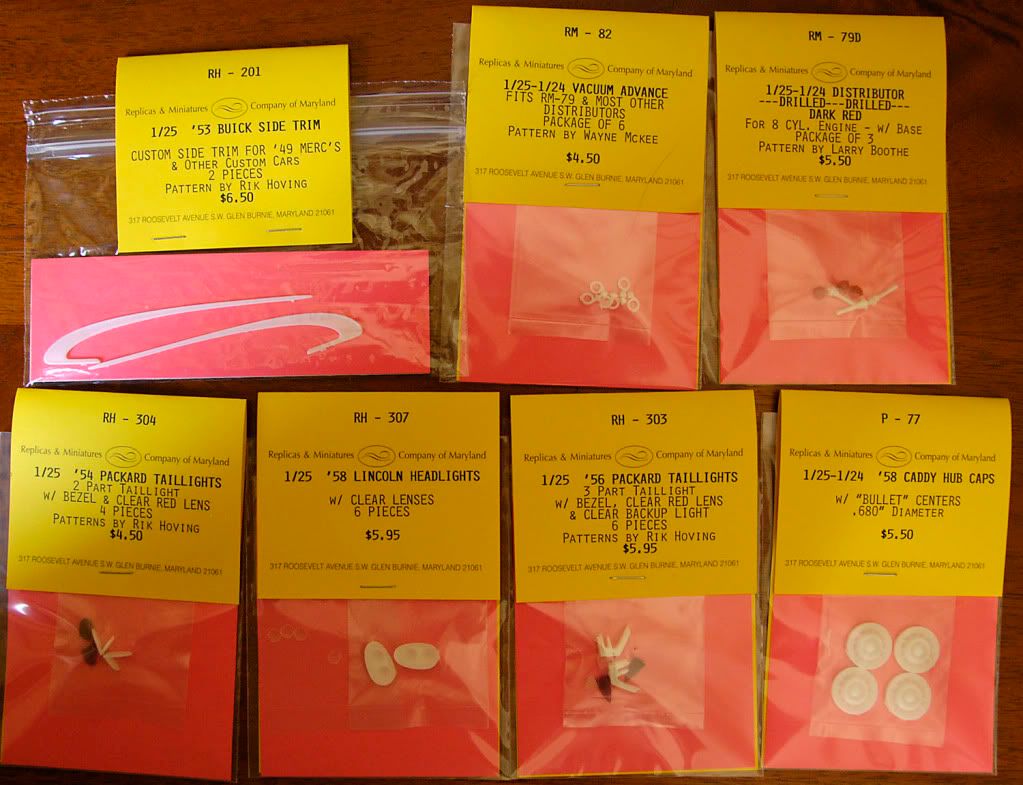 RH - 201
Replicas & Miniatures Company of Maryland
1/25 '53 BUICK SIDE TRIM
CUSTOM SIDE TRIM FOR '49 MERC'S
& OTHER CUSTOM CARS
2 PIECES
PATTERN BY RIK HOVING
$6.50
317 ROOSEVELT AVENUE S.W. GLEN BURNIE, MARYLAND 21061
RM - 82
Replicas & Miniatures Company of Maryland
1/25-1/24 VACUUM ADVANCE
FITS RM-79 & MOST OTHER
DISTRIBUTORS
PACKAGE OF 6
PATTERN BY WAYNE MCKEE
$4.50
317 ROOSEVELT AVENUE S.W. GLEN BURNIE, MARYLAND 21061
RM - 79D
Replicas & Miniatures Company of Maryland
1/25-1/24 DISTRIBUTOR
---DRILLED---DRILLED---
DARK RED
FOR 8 CYL. ENGINE - W/ BASE
PACKAGE OF 3
PATTERN BY LARRY BOOTHE
$5.50
317 ROOSEVELT AVENUE S.W. GLEN BURNIE, MARYLAND 21061
RH - 304
Replicas & Miniatures Company of Maryland
1/25 '54 PACKARD TAILLIGHTS
2 PART TAILLIGHT
W/ BEZEL & CLEAR RED LENS
4 PIECES
PATTERNS BY RIK HOVING
$4.50
317 ROOSEVELT AVENUE S.W. GLEN BURNIE, MARYLAND 21061
RH - 307
Replicas & Miniatures Company of Maryland
1/25 '58 LINCOLN HEADLIGHTS
W/ CLEAR LENSES
6 PIECES
$5.95
317 ROOSEVELT AVENUE S.W. GLEN BURNIE, MARYLAND 21061
RH - 303
Replicas & Miniatures Company of Maryland
1/25 '56 PACKARD TAILLIGHTS
3 PART TAILLIGHT
W/ BEZEL, CLEAR RED LENS
& CLEAR BACKUP LIGHT
6 PIECES
PATTERNS BY RIK HOVING
$5.95
317 ROOSEVELT AVENUE S.W. GLEN BURNIE, MARYLAND 21061
P - 77
Replicas & Miniatures Company of Maryland
1/25-1/24 '58 CADDY HUB CAPS
W/ "BULLET" CENTERS
.680" DIAMETER
$5.50
317 ROOSEVELT AVENUE S.W. GLEN BURNIE, MARYLAND 21061